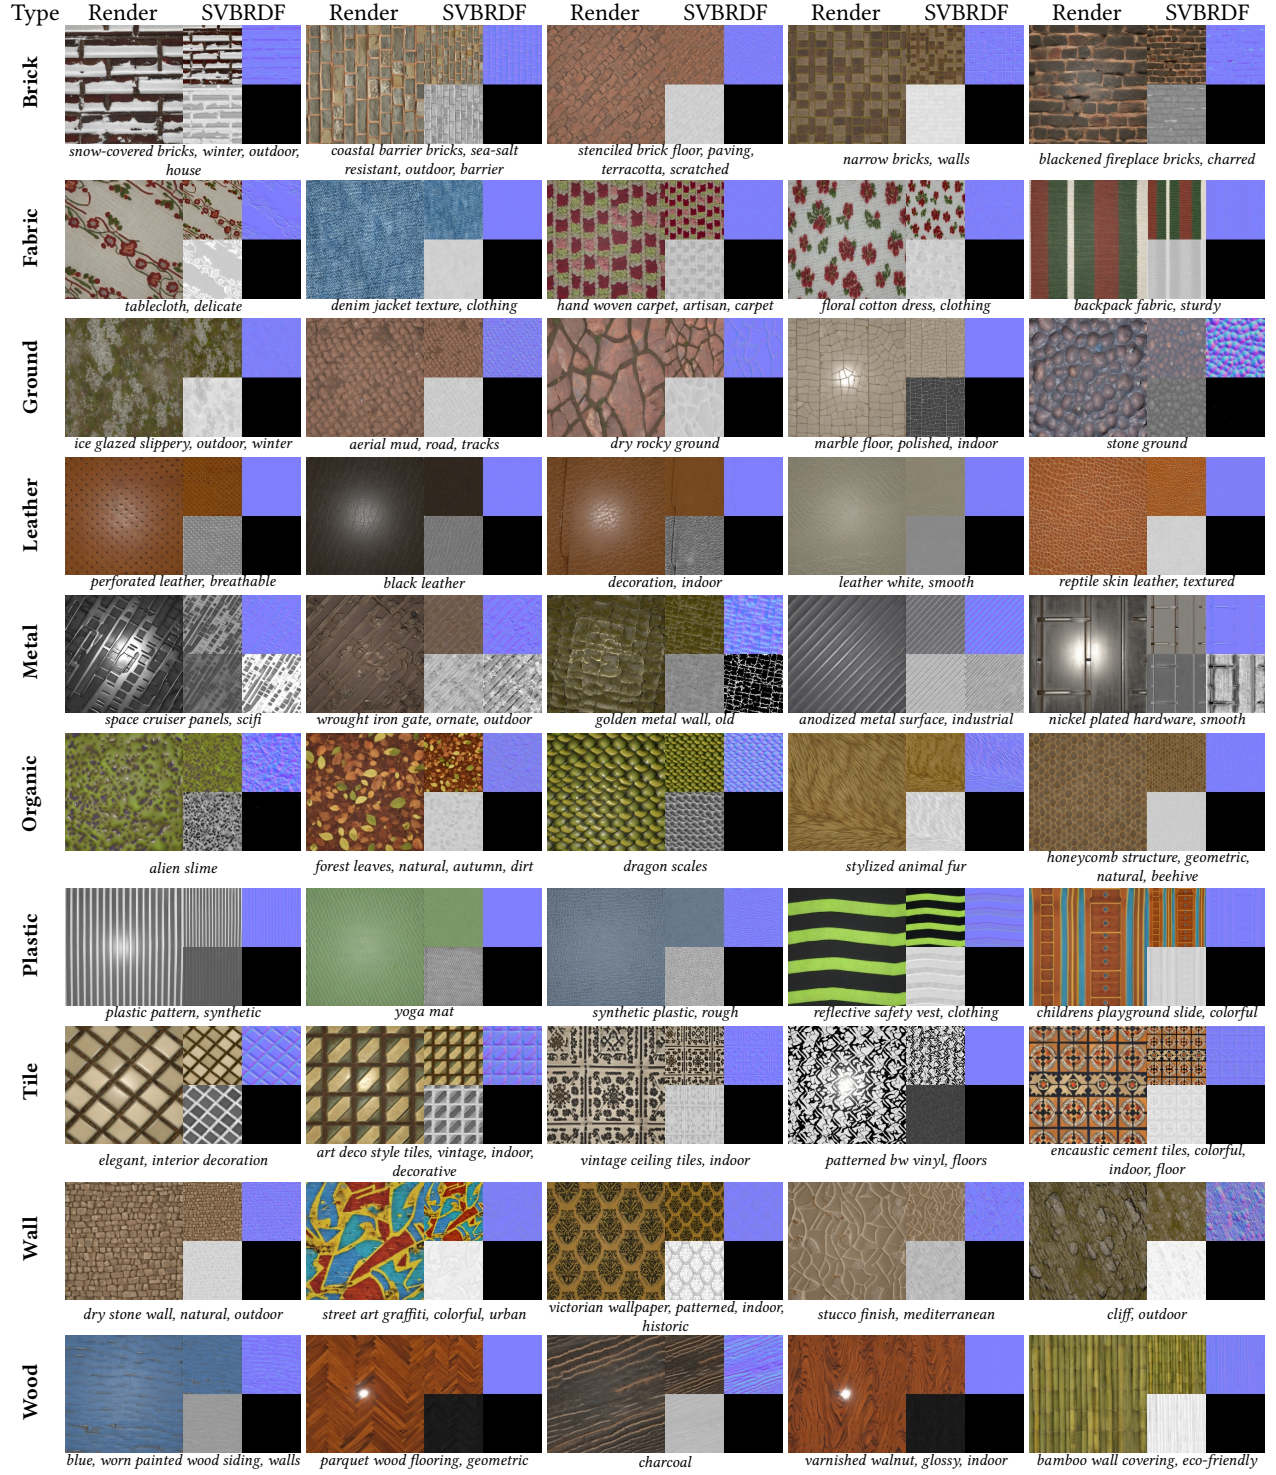 Type Render SVBRDF Render SVBRDF Render SVBRDF Render SVBRDF Render SVBRDF
Brick
snow-covered bricks, winter, outdoor,
house
coastal barrier bricks, sea-salt
resistant, outdoor, barrier
stenciled brick floor, paving,
terracotta, scratched
narrow bricks, walls
blackened fireplace bricks, charred
Fabric
tablecloth, delicate
denim jacket texture, clothing
hand woven carpet, artisan, carpet
floral cotton dress, clothing
backpack fabric, sturdy
Ground
ice glazed slippery, outdoor, winter
aerial mud, road, tracks
dry rocky ground
marble floor, polished, indoor
stone ground
Leather
perforated leather, breathable
black leather
decoration, indoor
leather white, smooth
reptile skin leather, textured
Metal
space cruiser panels, scifi
wrought iron gate, ornate, outdoor
golden metal wall, old
anodized metal surface, industrial
nickel plated hardware, smooth
Organic
alien slime
forest leaves, natural, autumn, dirt
dragon scales
stylized animal fur
honeycomb structure, geometric,
natural, beehive
Plastic
plastic pattern, synthetic
yoga mat
synthetic plastic, rough
reflective safety vest, clothing
childrens playground slide, colorful
Tile
elegant, interior decoration
art deco style tiles, vintage, indoor,
decorative
vintage ceiling tiles, indoor
patterned bw vinyl, floors
encaustic cement tiles, colorful,
indoor, floor
Wall
dry stone wall, natural, outdoor
street art graffiti, colorful, urban
victorian wallpaper, patterned, indoor,
historic
stucco finish, mediterranean
cliff, outdoor
Wood
blue, worn painted wood siding, walls
parquet wood flooring, geometric
charcoal
varnished walnut, glossy, indoor
bamboo wall covering, eco-friendly